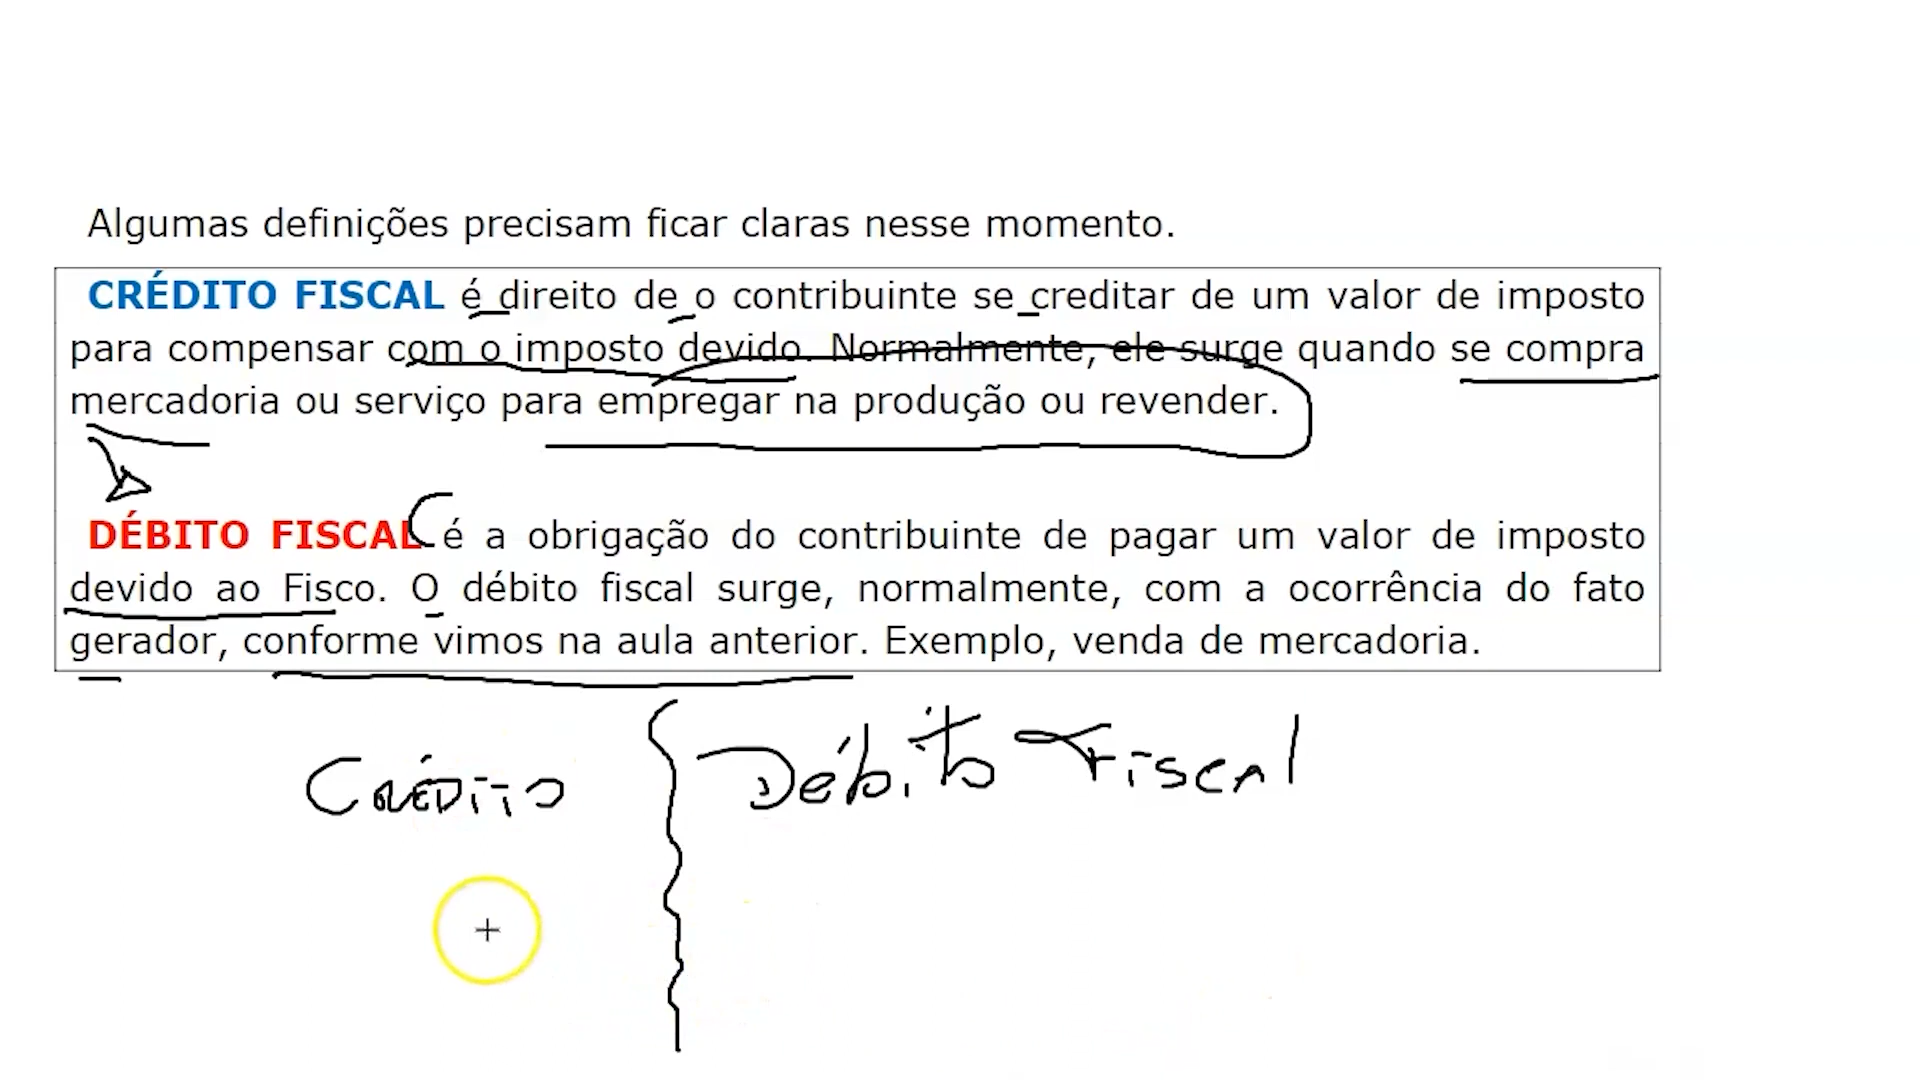 Algumas definições precisam ficar claras nesse momento.
CRÉDITO FISCAL é direito de o contribuinte se creditar de um valor de imposto
para compensar com o imposto devido. Normalmente, ele surge quando se compra
mercadoria ou serviço para empregar na produção ou revender.
DÉBITO FISCAL é a obrigação do contribuinte de pagar um valor de imposto
devido ao Fisco. O débito fiscal surge, normalmente, com a ocorrência do fato
gerador, conforme vimos na aula anterior. Exemplo, venda de mercadoria.
CRÉDITO Débito Fiscal